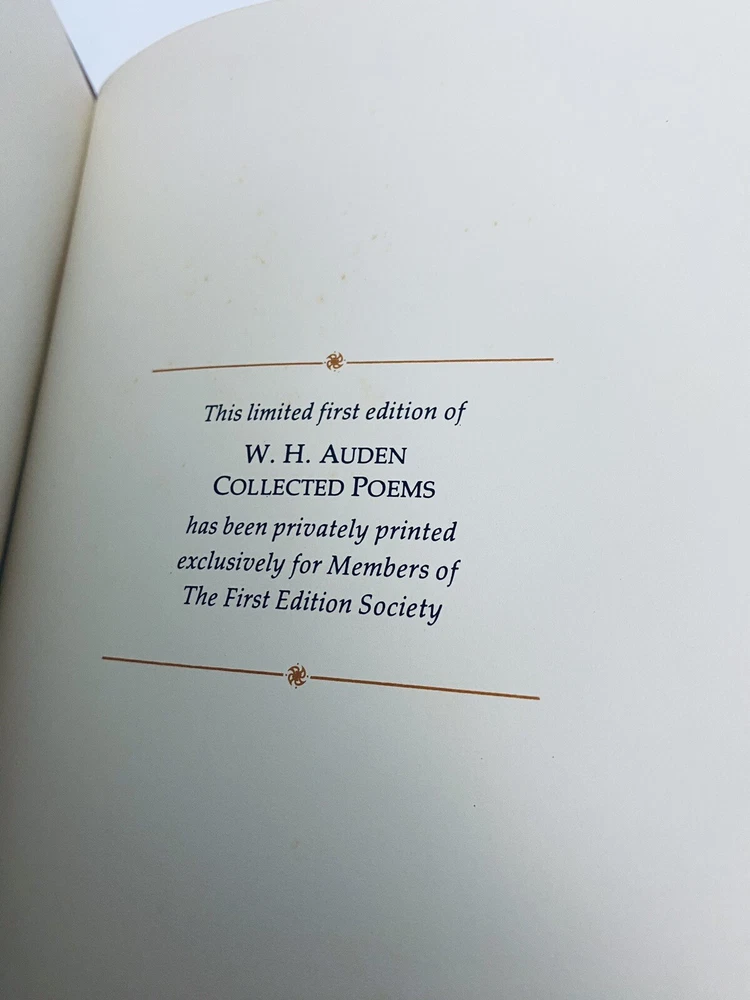 This limited first edition of
W. H. AUDEN
COLLECTED POEMS
has been privately printed
exclusively for Members of
The First Edition Society